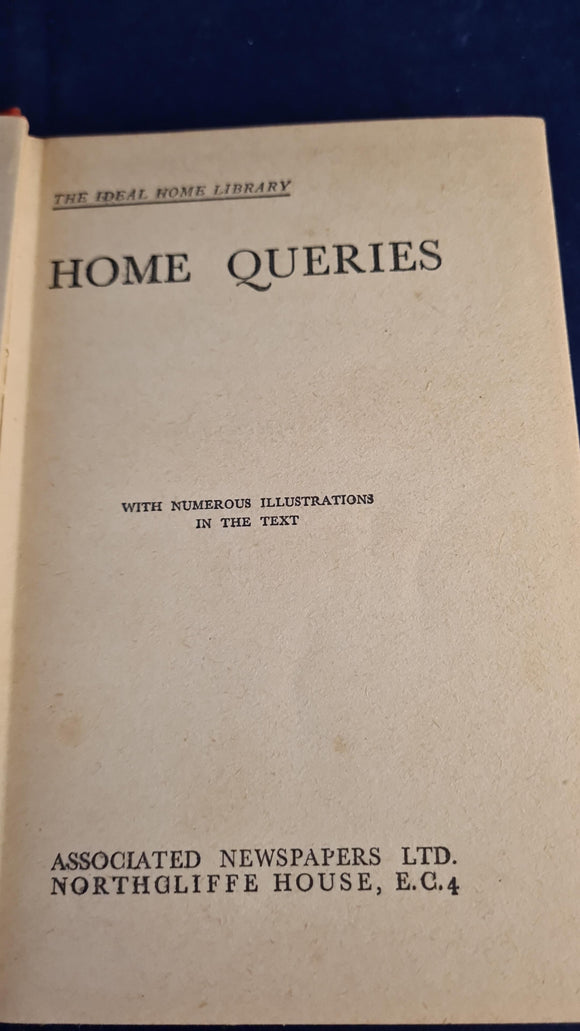 THE IDEAL HOME LIBRARY
HOME QUERIES
WITH NUMEROUS ILLUSTRATIONS
IN THE TEXT
ASSOCIATED NEWSPAPERS LTD.
NORTHCLIFFE HOUSE, E.C.4